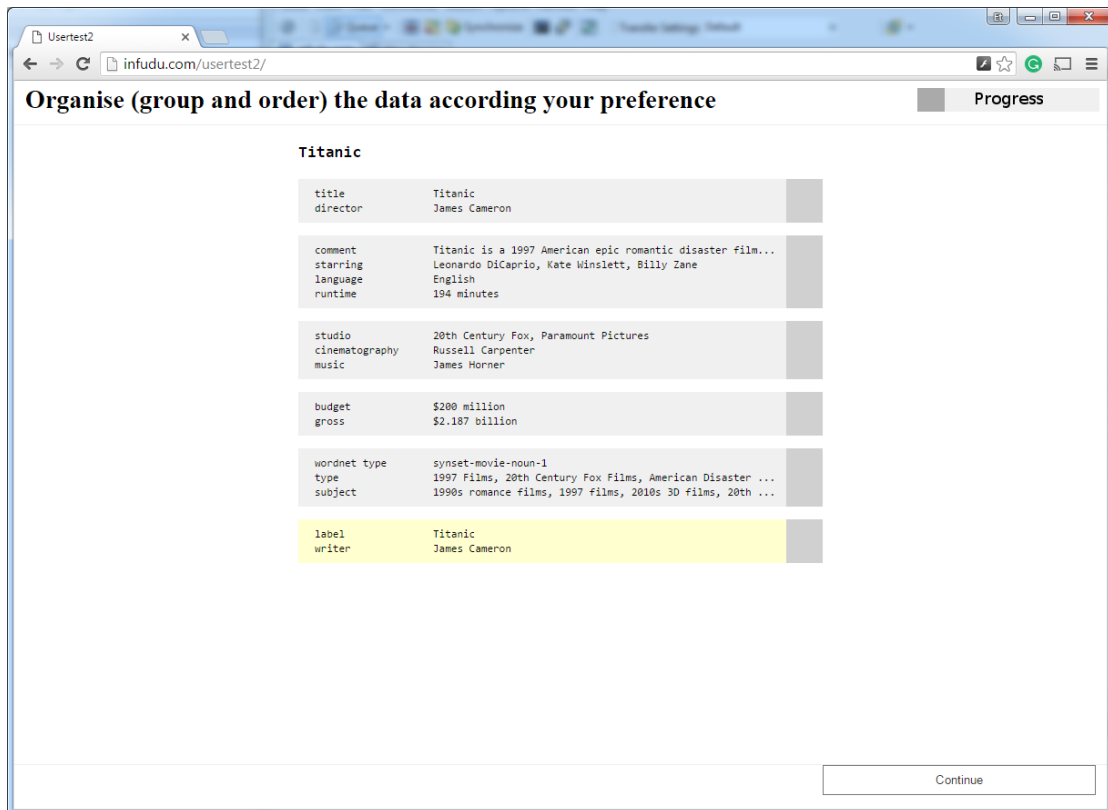 Usertest2
infudu.com/usertest2/
Organise (group and order) the data according your preference
Progress
Titanic
title Titanic
director James Cameron
comment Titanic is a 1997 American epic romantic disaster film...
starring Leonardo DiCaprio, Kate Winslett, Billy Zane
language English
runtime 194 minutes
studio 20th Century Fox, Paramount Pictures
cinematography Russell Carpenter
music James Horner
budget $200 million
gross $2.187 billion
wordnet type synset-movie-noun-1
type 1997 Films, 20th Century Fox Films, American Disaster ...
subject 1990s romance films, 1997 films, 2010s 3D films, 20th ...
label Titanic
writer James Cameron
Continue